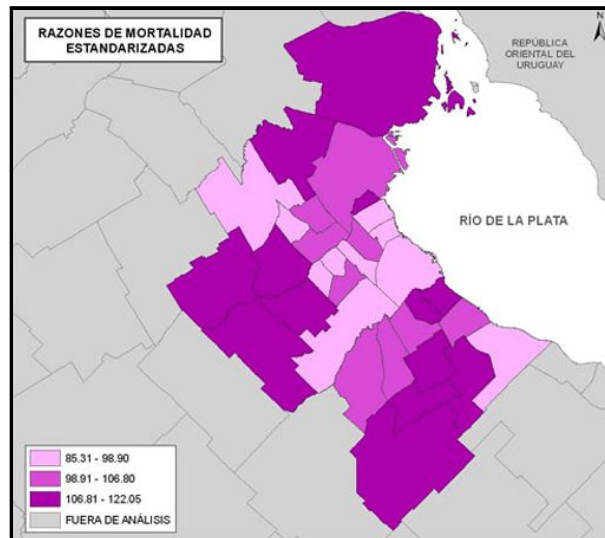 RAZONES DE MORTALIDAD
ESTANDARIZADAS
N
REPÚBLICA
ORIENTAL DEL
URUGUAY
RÍO DE LA PLATA
85.31 - 98.90
98.91 - 106.80
106.81 - 122.05
FUERA DE ANÁLISIS